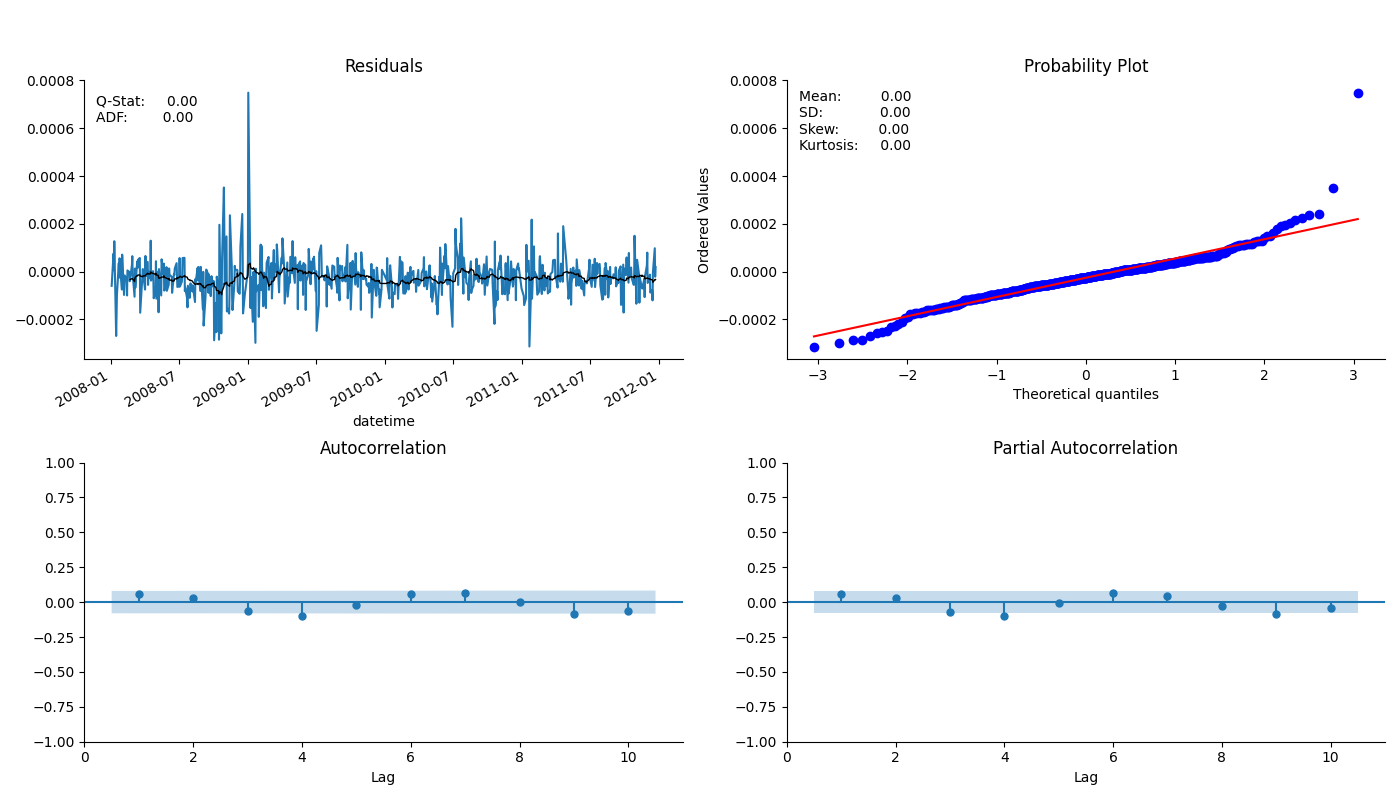 Residuals
0.0008
0.0006
0.0004
0.0002
0.0000
−0.0002
Q-Stat: 0.00
ADF: 0.00
2008-01
2008-07
2009-01
2009-07
2010-01
2010-07
2011-01
2011-07
2012-01
datetime
Probability Plot
Ordered Values
0.0008
0.0006
0.0004
0.0002
0.0000
−0.0002
Mean: 0.00
SD: 0.00
Skew: 0.00
Kurtosis: 0.00
−3 −2 −1 0 1 2 3
Theoretical quantiles
Autocorrelation
1.00
0.75
0.50
0.25
0.00
−0.25
−0.50
−0.75
−1.00
0 2 4 6 8 10
Lag
Partial Autocorrelation
1.00
0.75
0.50
0.25
0.00
−0.25
−0.50
−0.75
−1.00
0 2 4 6 8 10
Lag